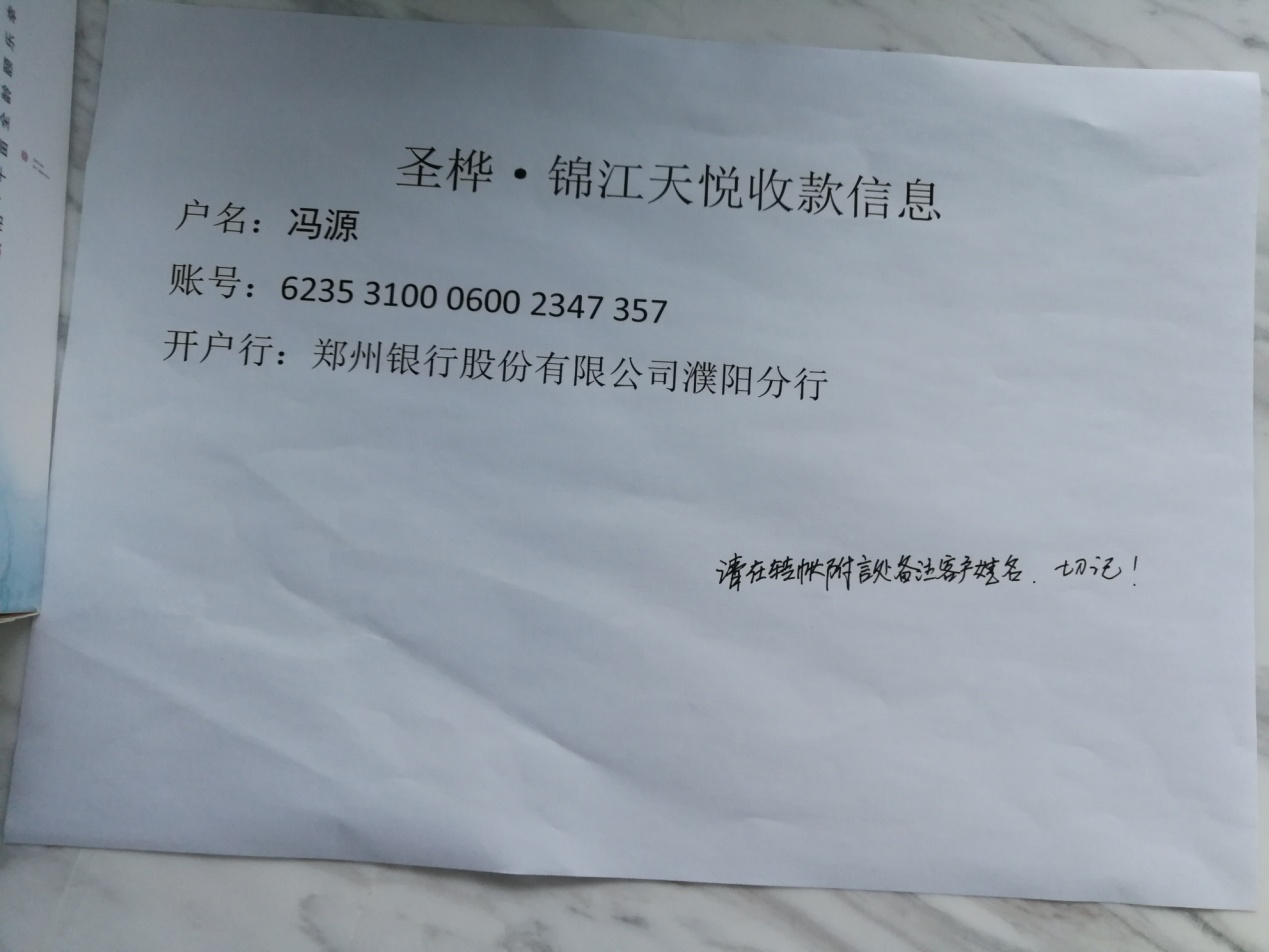 圣桦·锦江天悦收款信息
户名：冯源
账号：6235 3100 0600 2347 357
开户行：郑州银行股份有限公司濮阳分行
请在转帐附言处备注客户姓名．切记！